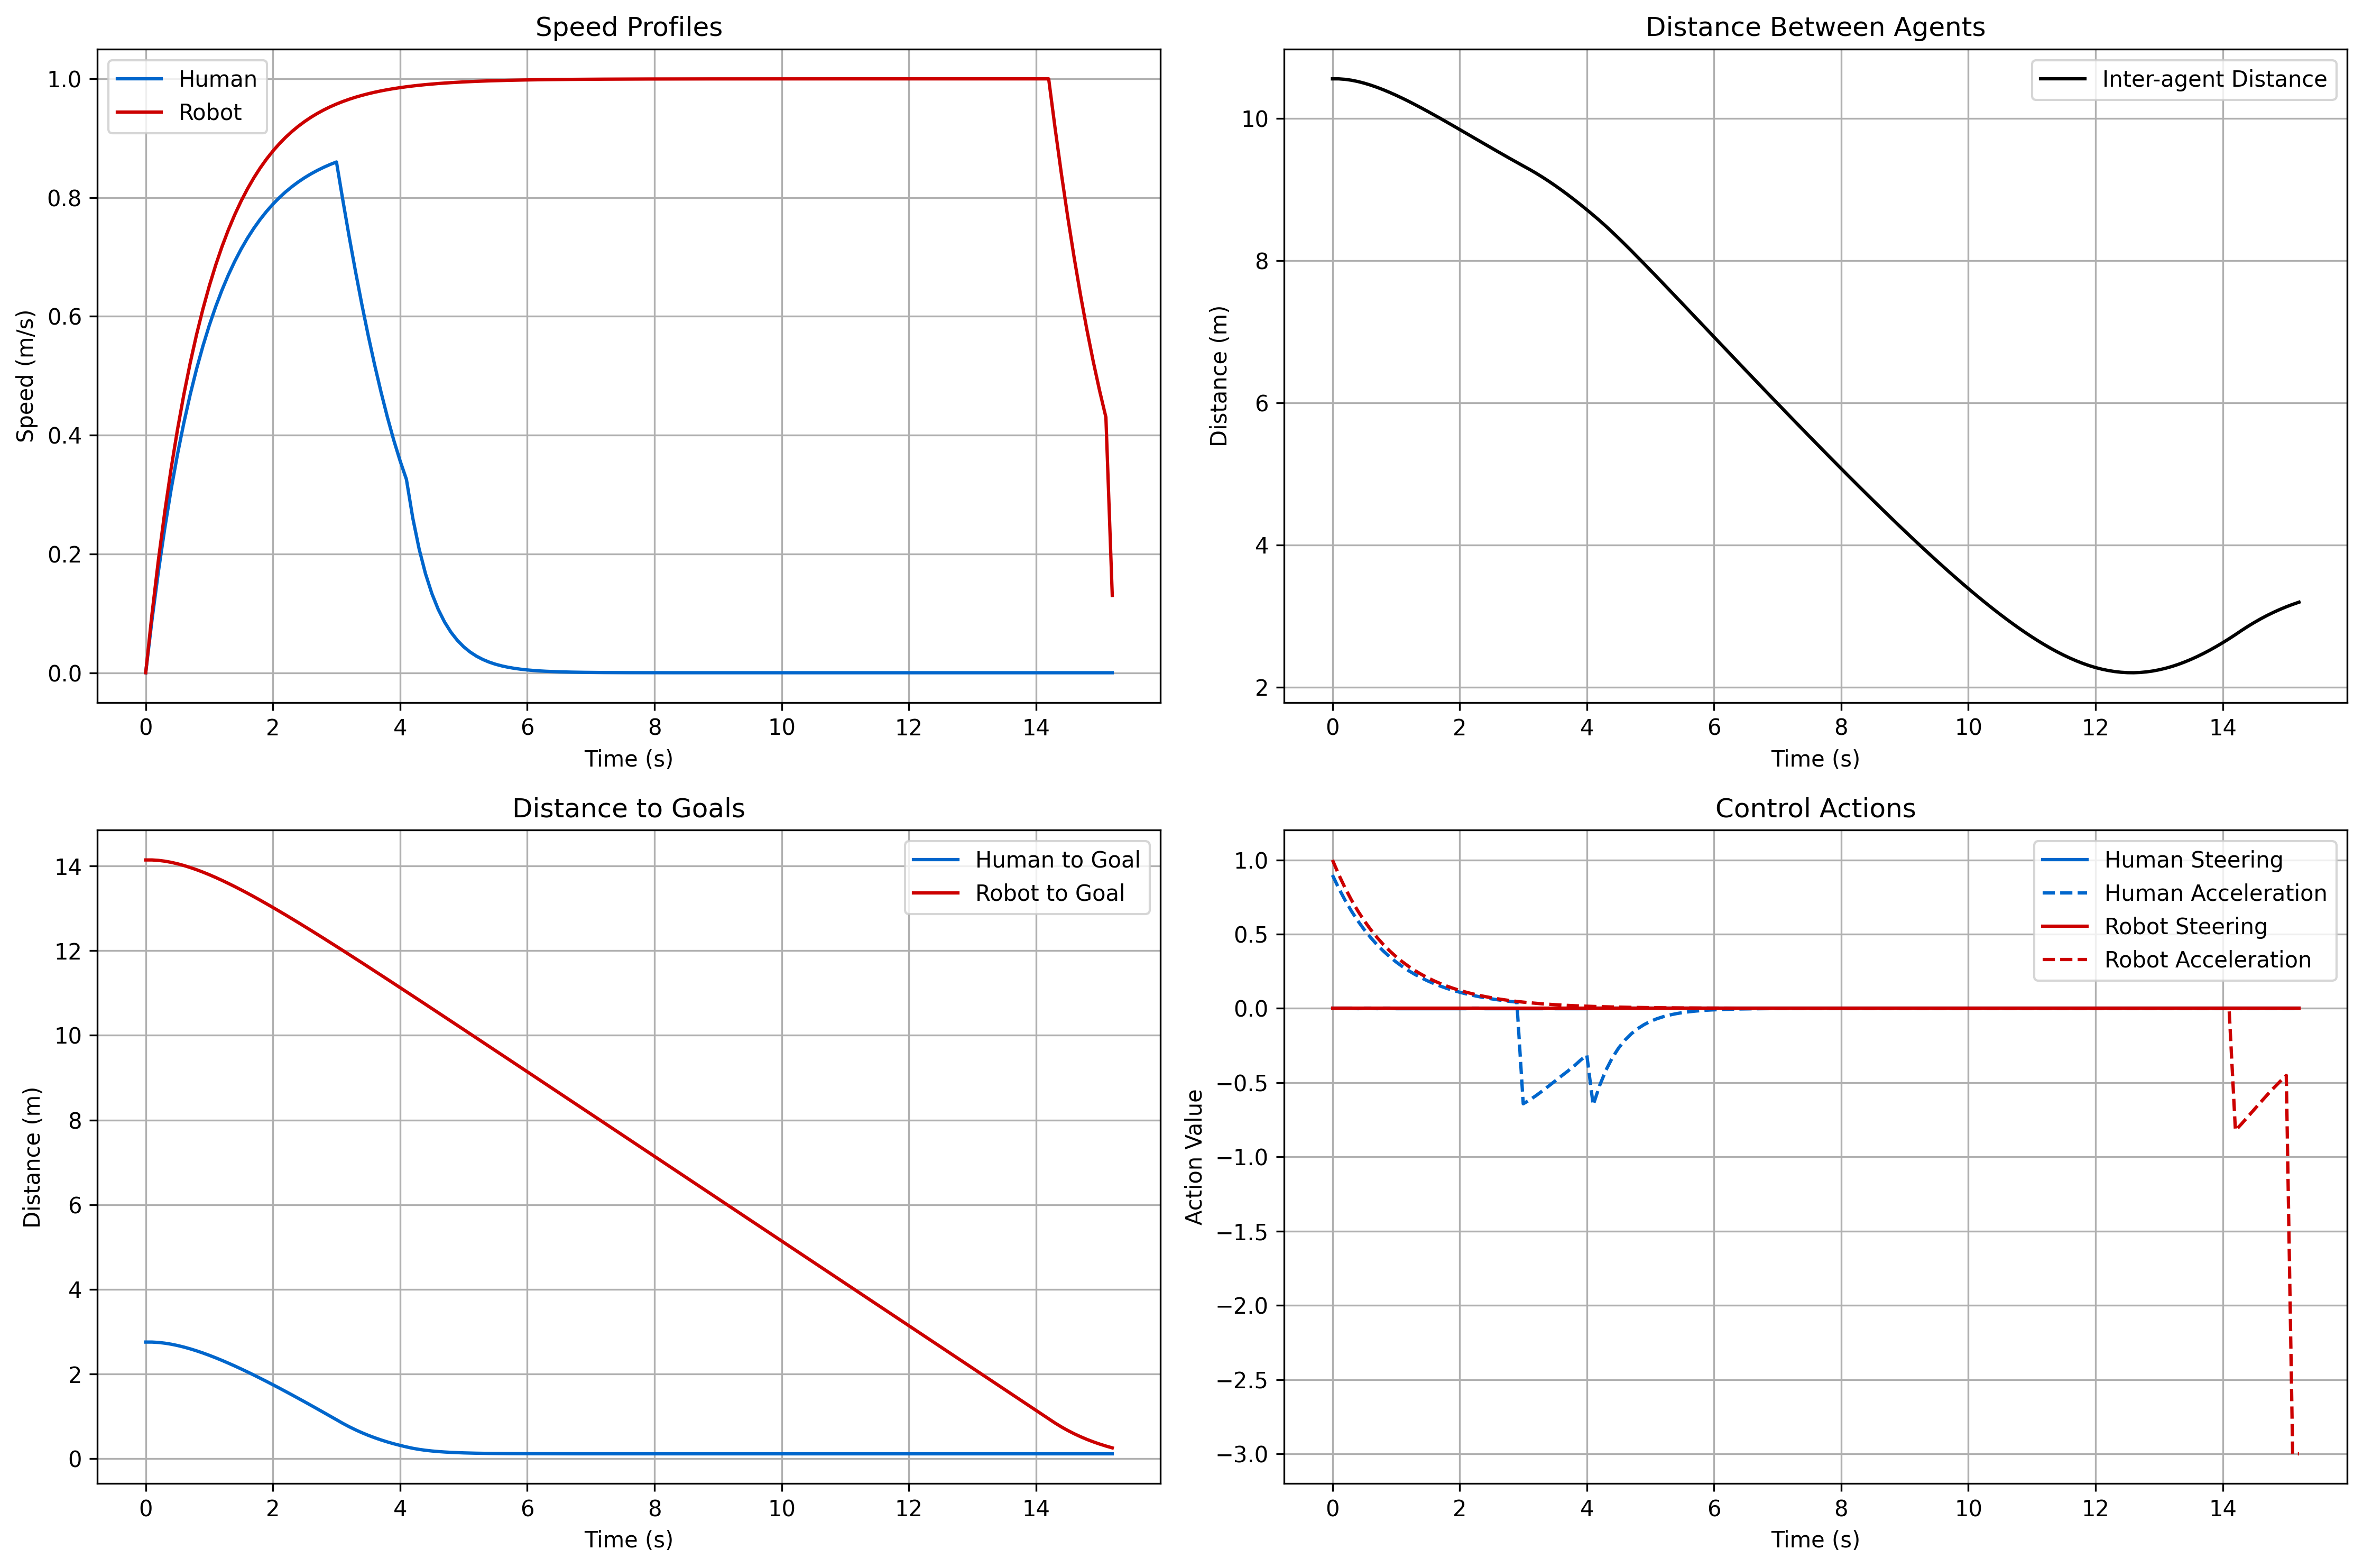 Speed Profiles
1.0
0.8
0.6
0.4
0.2
0.0
Speed (m/s)
Human
Robot
0 2 4 6 8 10 12 14
Time (s)
Distance Between Agents
10
8
6
4
2
Distance (m)
Inter-agent Distance
0 2 4 6 8 10 12 14
Time (s)
Distance to Goals
14
12
10
8
6
4
2
0
Distance (m)
Human to Goal
Robot to Goal
0 2 4 6 8 10 12 14
Time (s)
Control Actions
1.0
0.5
0.0
−0.5
−1.0
−1.5
−2.0
−2.5
−3.0
Action Value
Human Steering
Human Acceleration
Robot Steering
Robot Acceleration
0 2 4 6 8 10 12 14
Time (s)